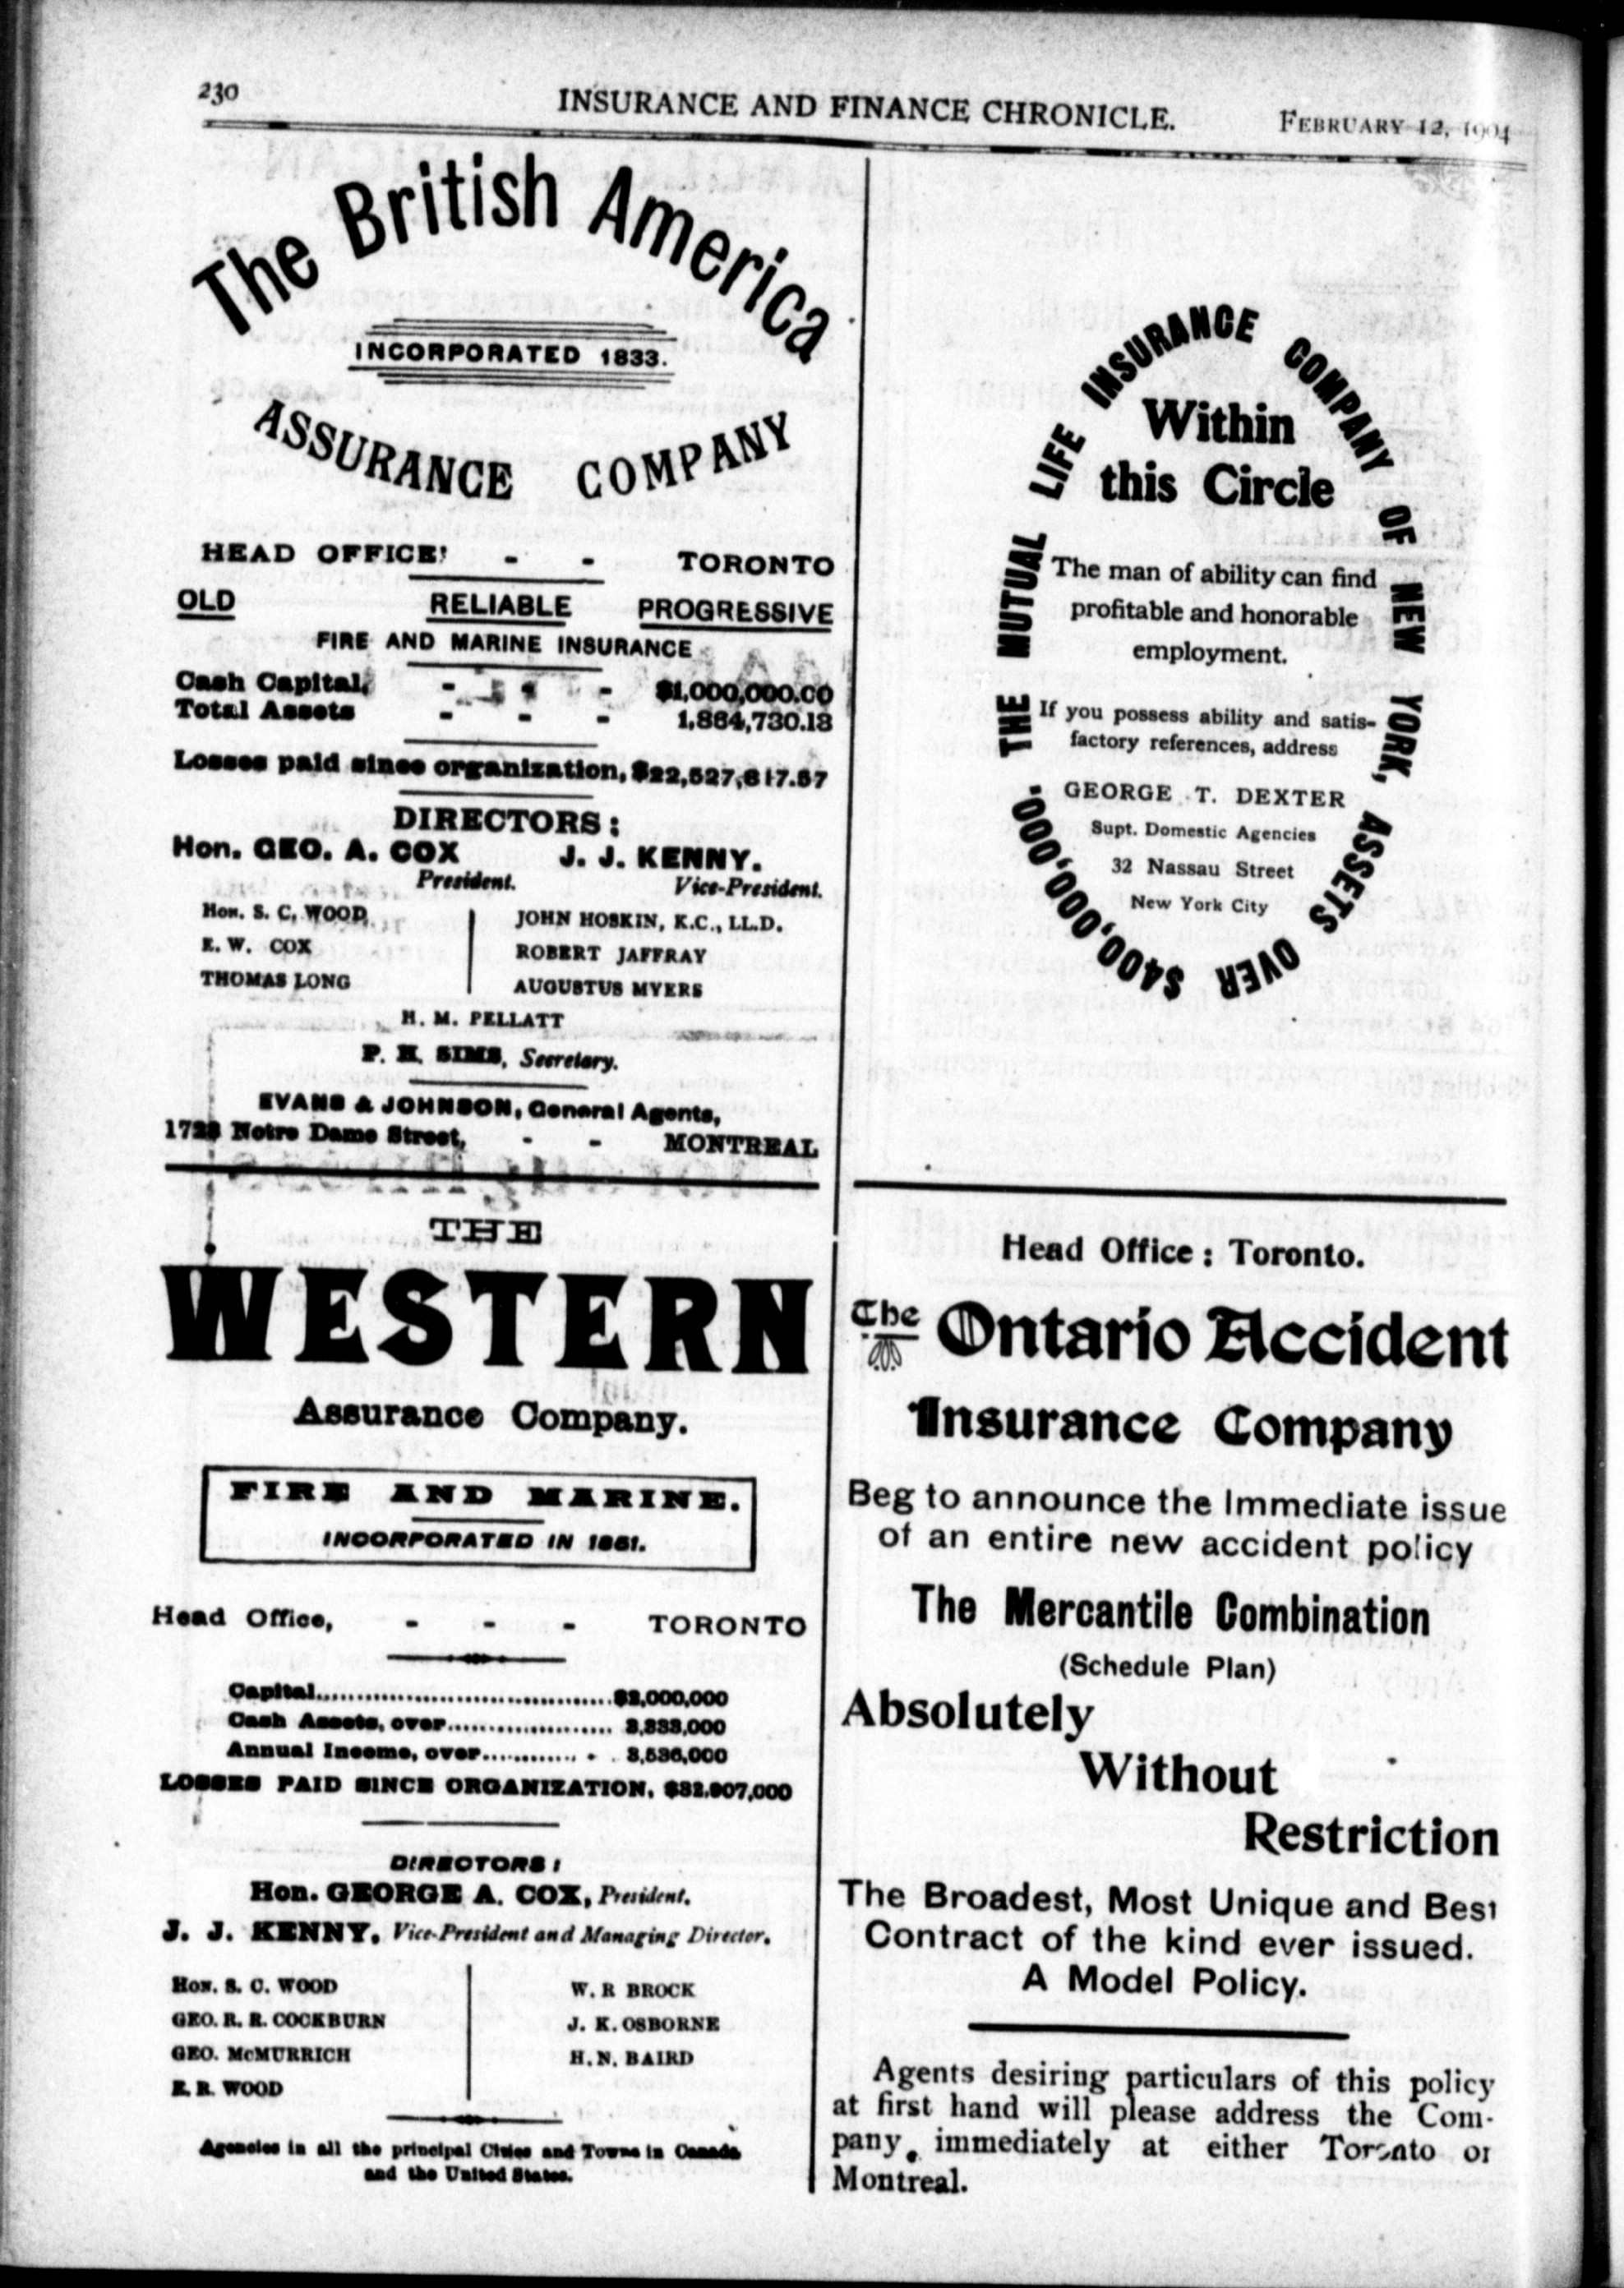 230
INSURANCE AND FINANCE CHRONICLE.
FEBRUARY 12, 1904
The British America
INCORPORATED 1833.
ASSURANCE COMPANY
HEAD OFFICE: - - TORONTO
OLD RELIABLE PROGRESSIVE
FIRE AND MARINE INSURANCE
Cash Capital, - - - $1,000,000.00
Total Assets - - - 1,864,730.13
Losses paid since organization, $22,527,817.57
DIRECTORS:
Hon. GEO. A. COX J. J. KENNY.
President. Vice-President.
Hon. S. C. WOOD JOHN HOSKIN, K.C., LL.D.
E. W. COX ROBERT JAFFRAY
THOMAS LONG AUGUSTUS MYERS
H. M. PELLATT
P. H. SIMS, Secretary.
EVANS & JOHNSON, General Agents,
1723 Notre Dame Street, - - MONTREAL
THE MUTUAL LIFE INSURANCE COMPANY OF NEW YORK, ASSETS OVER $400,000,000.
Within
this Circle
The man of ability can find
profitable and honorable
employment.
If you possess ability and satis-
factory references, address
GEORGE T. DEXTER
Supt. Domestic Agencies
32 Nassau Street
New York City
THE
WESTERN
Assurance Company.
FIRE AND MARINE.
INCORPORATED IN 1851.
Head Office, - - - TORONTO
Capital.....................................$2,000,000
Cash Assets, over.................... 3,333,000
Annual Income, over............ . . 3,536,000
LOSSES PAID SINCE ORGANIZATION, $32,907,000
DIRECTORS:
Hon. GEORGE A. COX, President.
J. J. KENNY, Vice-President and Managing Director.
Hon. S. C. WOOD W. R BROCK
GEO. R. R. COCKBURN J. K. OSBORNE
GEO. McMURRICH H. N. BAIRD
E. R. WOOD
Agencies in all the principal Cities and Towns in Canada
and the United States.
Head Office: Toronto.
The Ontario Accident
Insurance Company
Beg to announce the Immediate issue
of an entire new accident policy
The Mercantile Combination
(Schedule Plan)
Absolutely
Without
Restriction
The Broadest, Most Unique and Best
Contract of the kind ever issued.
A Model Policy.
Agents desiring particulars of this policy
at first hand will please address the Com-
pany, immediately at either Toronto or
Montreal.